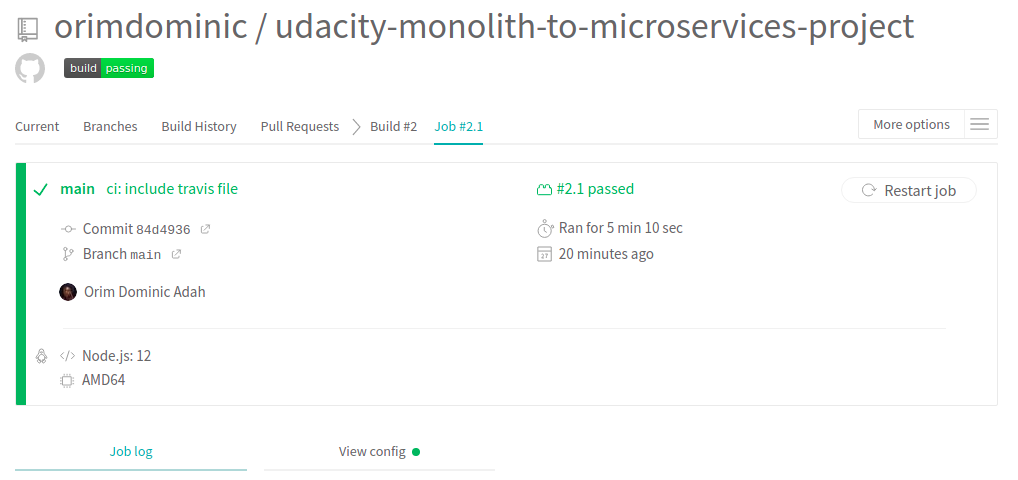 orimdominic / udacity-monolith-to-microservices-project
build passing
Current Branches Build History Pull Requests Build #2 Job #2.1 More options
main ci: include travis file #2.1 passed Restart job
Commit 84d4936 Ran for 5 min 10 sec
Branch main 20 minutes ago
Orim Dominic Adah
Node.js: 12
AMD64
Job log View config